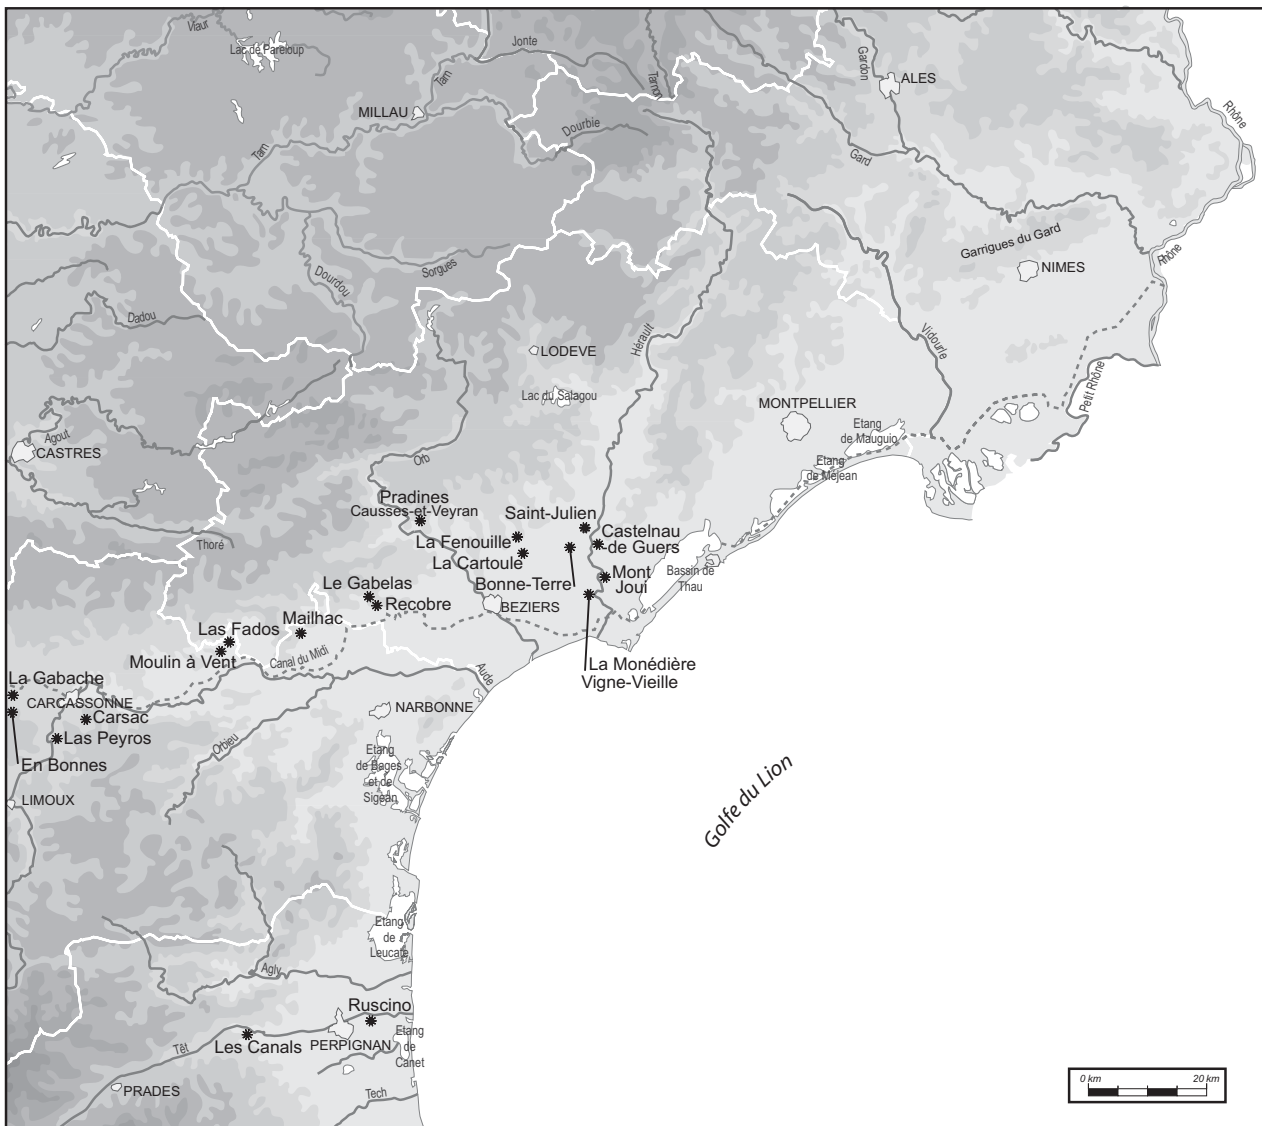 Viaur
Lac de Pareloup
Jonte
Tarn
Tarnon
Gardon
ALES
MILLAU
Rhône
Dourbie
Tarn
Gard
Garrigues du Gard
NIMES
Rhône
Sorgues
Dourdou
Dadou
Hérault
Vidourle
LODEVE
Petit Rhône
Lac du Salagou
MONTPELLIER
Etang
de Mauguio
Agout
CASTRES
Orb
Etang
de Méjean
Pradines
Causses-et-Veyran
Saint-Julien
Castelnau
-de Guers
La Fenouille
Thoré
La Cartoule
Mont
Joui
Bassin de
Thau
Bonne-Terre
Le Gabelas
Recobre
BEZIERS
Mailhac
Las Fados
Moulin à Vent
Canal du Midi
La Monédière
Vigne-Vieille
Aude
La Gabache
CARCASSONNE
Carsac
NARBONNE
Las Peyros
Orbieu
En Bonnes
Etang
de Bages
et de
Sigean
LIMOUX
Golfe du Lion
Etang
de
Leucate
Agly
Ruscino
Les Canals
PERPIGNAN
Etang
de
Canet
Têt
PRADES
Tech
0 km
20 km